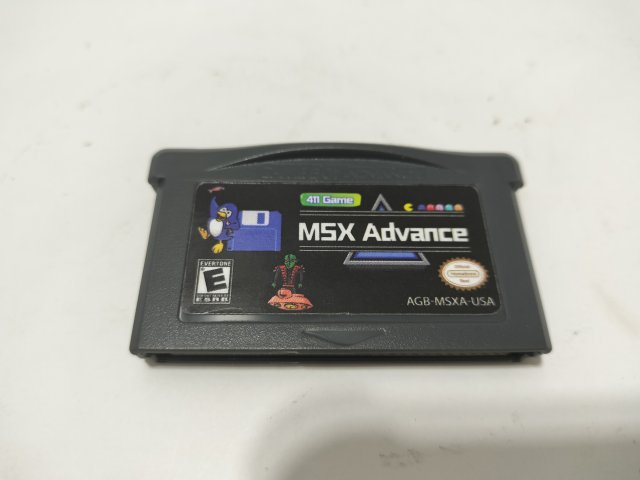 411 Game
MSX Advance
EVERYONE
E
ESRB
AGB-MSXA-USA